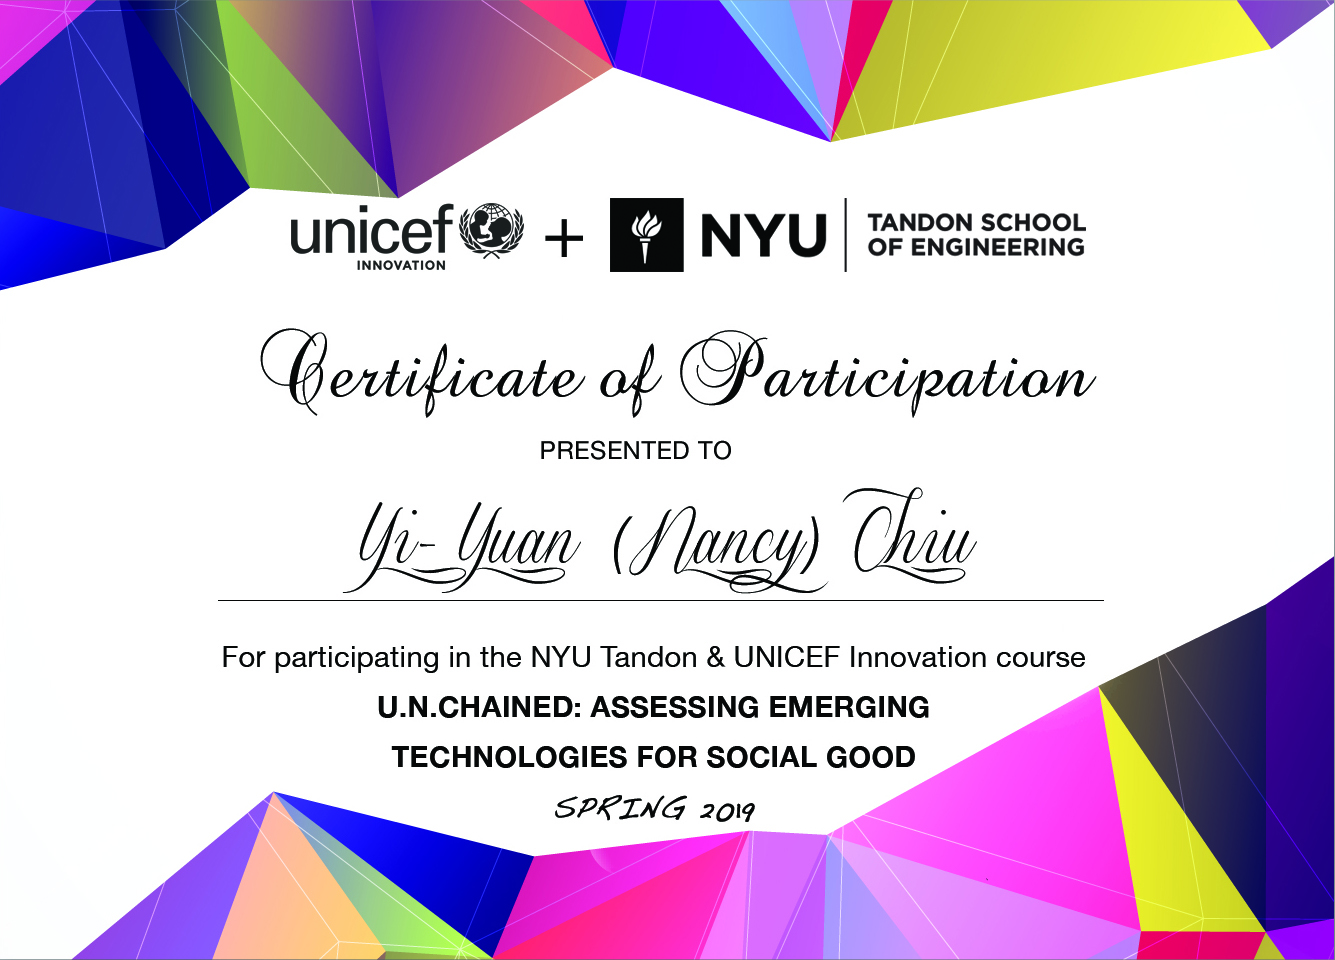 unicef
INNOVATION
+
NYU
TANDON SCHOOL
OF ENGINEERING
Certificate of Participation
PRESENTED TO
Yi-Yuan (Nancy) Chiu
For participating in the NYU Tandon & UNICEF Innovation course
U.N.CHAINED: ASSESSING EMERGING
TECHNOLOGIES FOR SOCIAL GOOD
SPRING 2019